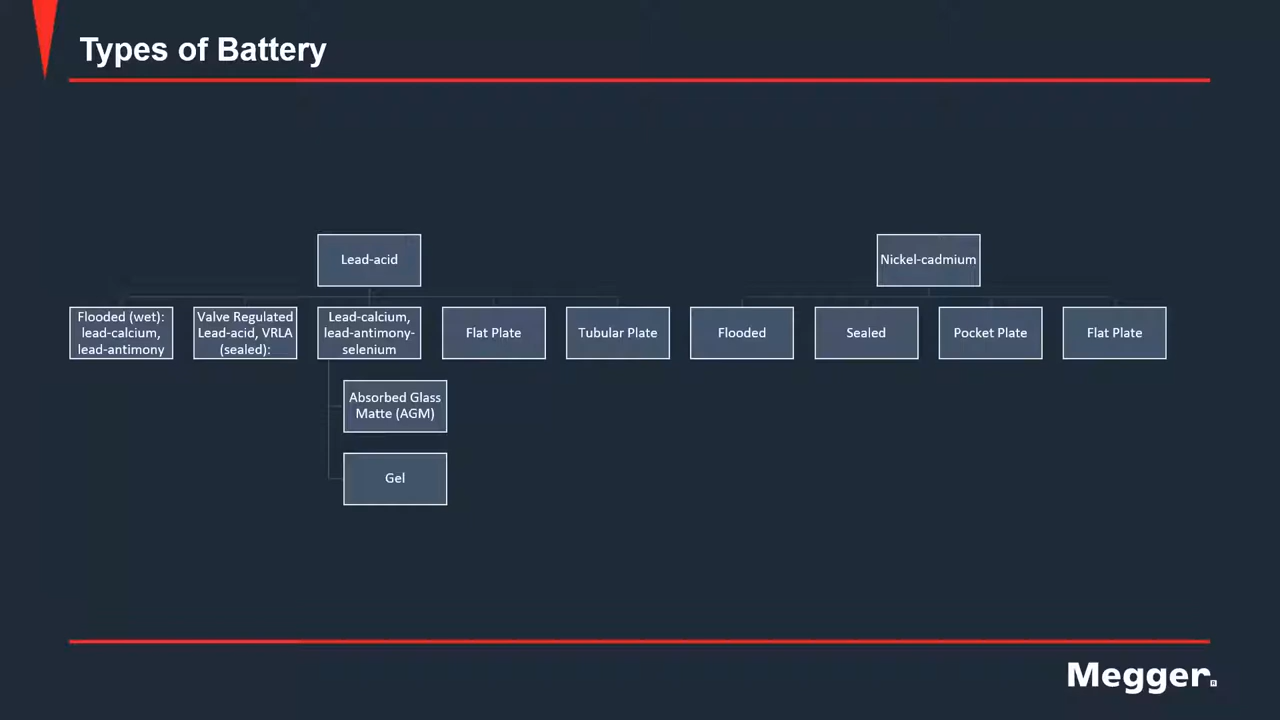 Types of Battery
Lead-acid
Nickel-cadmium
Flooded (wet):
lead-calcium,
lead-antimony
Valve Regulated
Lead-acid, VRLA
(sealed):
Lead-calcium,
lead-antimony-
selenium
Flat Plate
Tubular Plate
Flooded
Sealed
Pocket Plate
Flat Plate
Absorbed Glass
Matte (AGM)
Gel
Megger